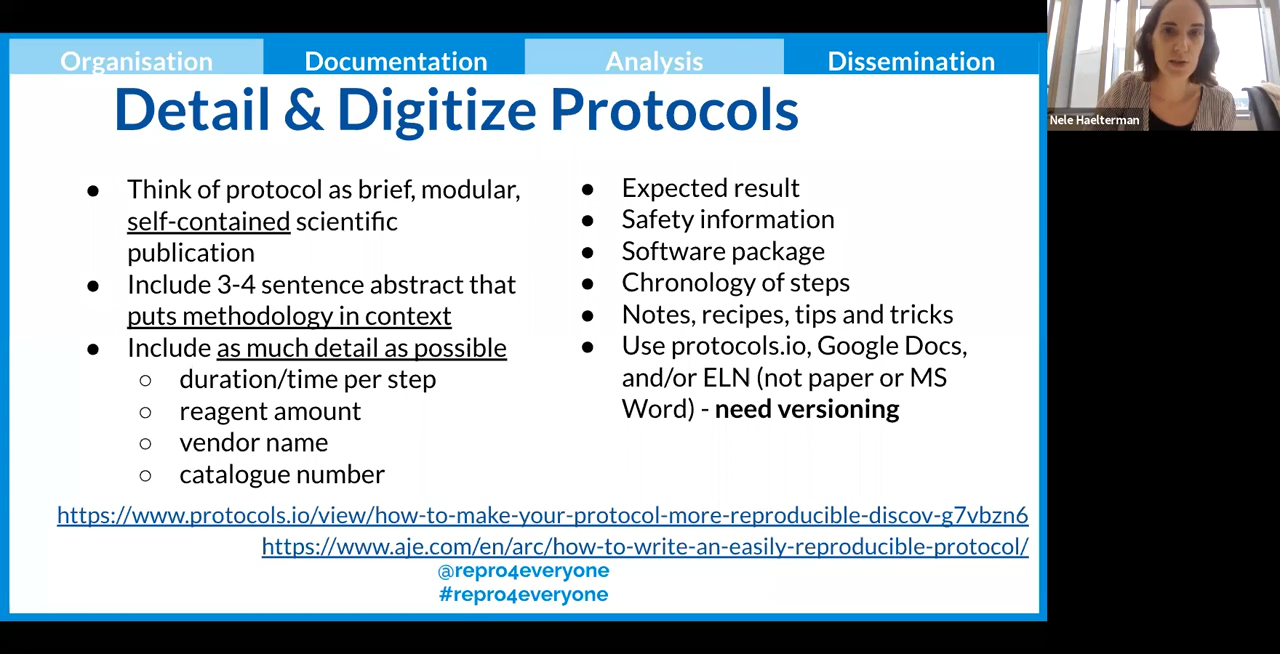 Organisation Documentation Analysis Dissemination
Detail & Digitize Protocols
● Think of protocol as brief, modular,
self-contained scientific
publication
● Include 3-4 sentence abstract that
puts methodology in context
● Include as much detail as possible
○ duration/time per step
○ reagent amount
○ vendor name
○ catalogue number
● Expected result
● Safety information
● Software package
● Chronology of steps
● Notes, recipes, tips and tricks
● Use protocols.io, Google Docs,
and/or ELN (not paper or MS
Word) - need versioning
https://www.protocols.io/view/how-to-make-your-protocol-more-reproducible-discov-g7vbzn6
https://www.aje.com/en/arc/how-to-write-an-easily-reproducible-protocol/
@repro4everyone
#repro4everyone
Nele Haelterman